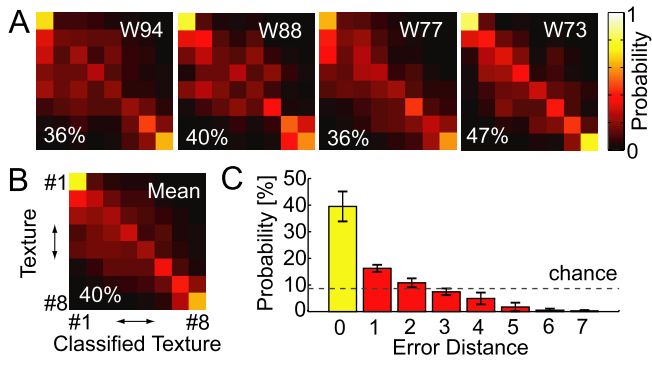 A
W94
W88
W77
W73
36%
40%
36%
47%
1
0
Probability
B
#1
Mean
Texture
#8
40%
#1
#8
Classified Texture
C
50
40
30
20
10
0
Probability [%]
chance
0 1 2 3 4 5 6 7
Error Distance